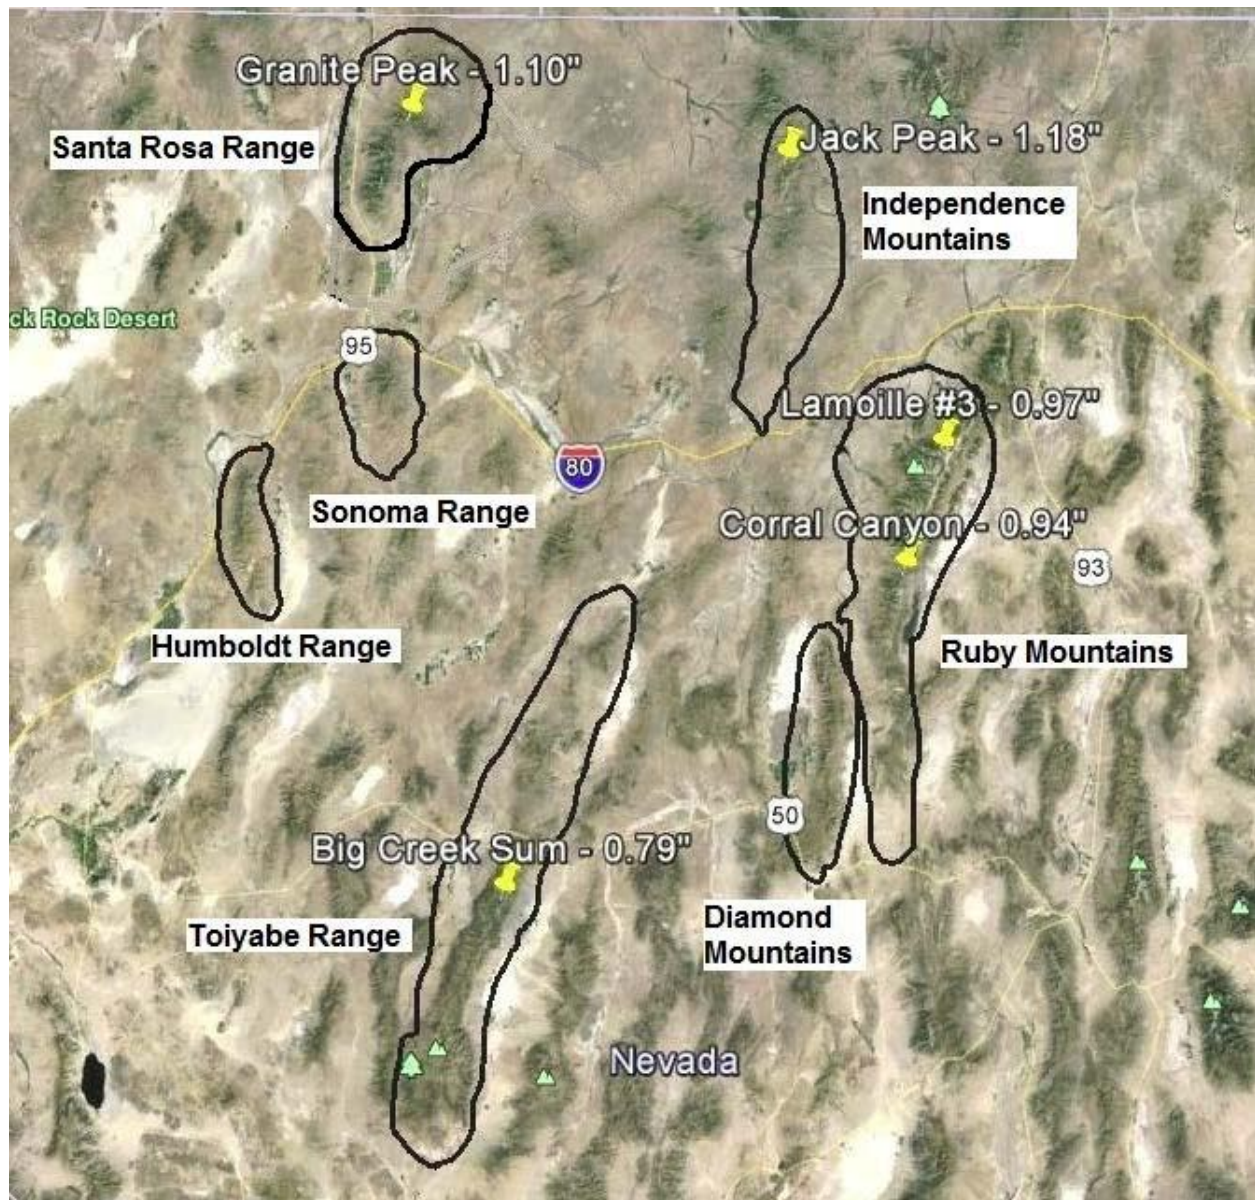 Granite Peak - 1.10"
Santa Rosa Range
Jack Peak - 1.18"
Independence
Mountains
ck Rock Desert
95
Lamoille #3 - 0.97"
80
Sonoma Range
Corral Canyon - 0.94"
93
Humboldt Range
Ruby Mountains
50
Big Creek Sum - 0.79"
Toiyabe Range
Diamond
Mountains
Nevada